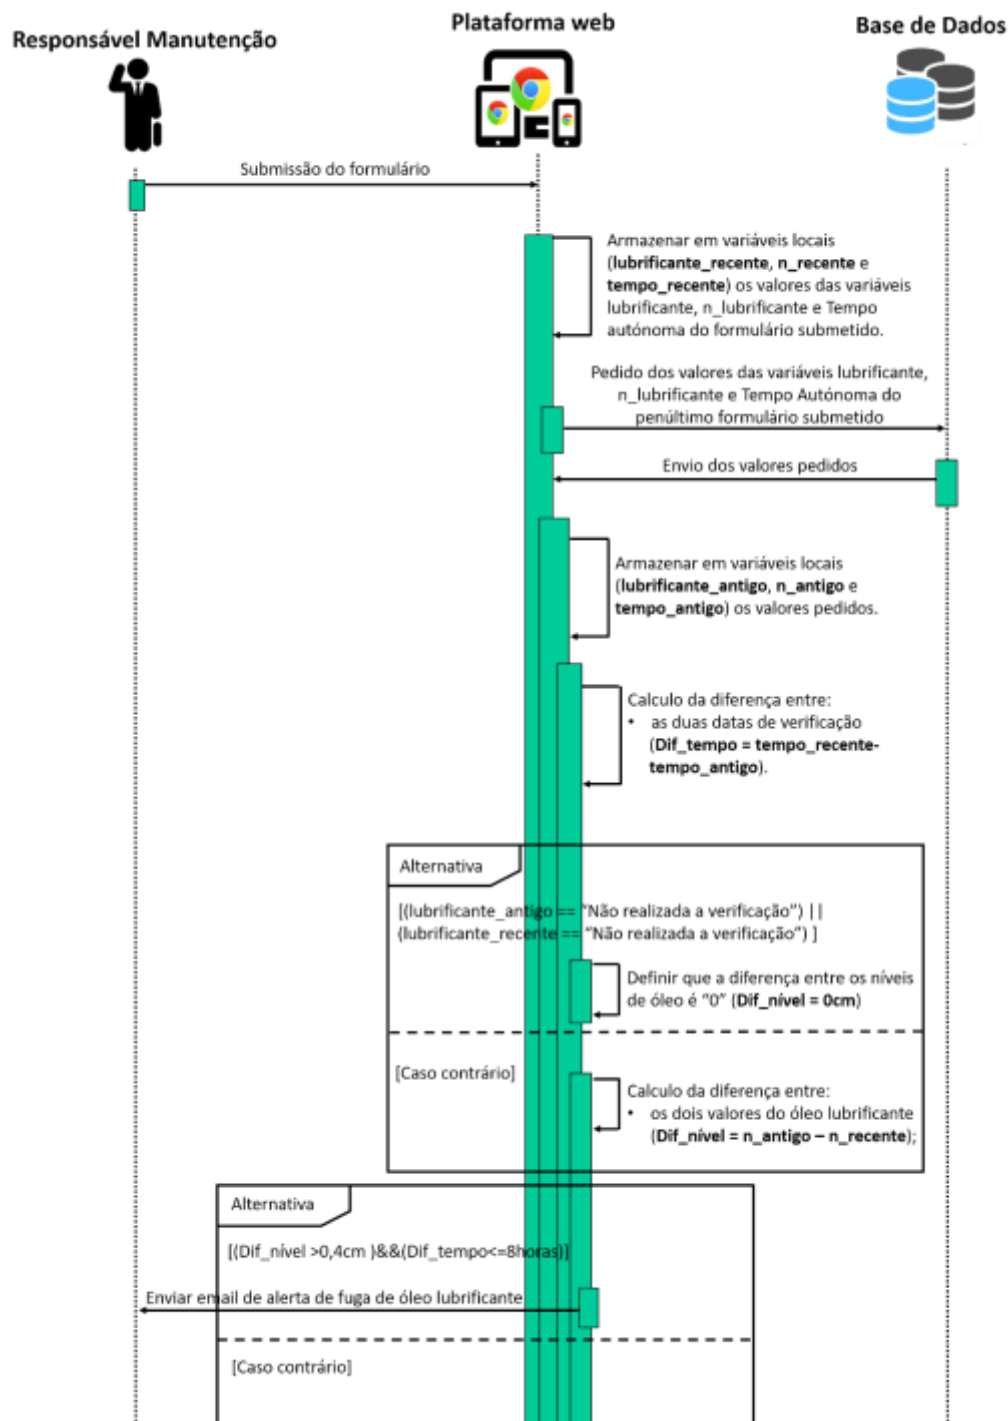 Responsável Manutenção
Plataforma web
Base de Dados
Submissão do formulário
Armazenar em variáveis locais
(lubrificante_recente, n_recente e
tempo_recente) os valores das variáveis
lubrificante, n_lubrificante e Tempo
autónoma do formulário submetido.
Pedido dos valores das variáveis lubrificante,
n_lubrificante e Tempo Autónoma do
penúltimo formulário submetido
Envio dos valores pedidos
Armazenar em variáveis locais
(lubrificante_antigo, n_antigo e
tempo_antigo) os valores pedidos.
Calculo da diferença entre:
• as duas datas de verificação
(Dif_tempo = tempo_recente-
tempo_antigo).
Alternativa
[(lubrificante_antigo == “Não realizada a verificação”) ||
(lubrificante_recente == “Não realizada a verificação”) ]
Definir que a diferença entre os níveis
de óleo é “0” (Dif_nível = 0cm)
[Caso contrário]
Calculo da diferença entre:
• os dois valores do óleo lubrificante
(Dif_nível = n_antigo – n_recente);
Alternativa
[(Dif_nível >0,4cm )&&(Dif_tempo<=8horas)]
Enviar email de alerta de fuga de óleo lubrificante
[Caso contrário]